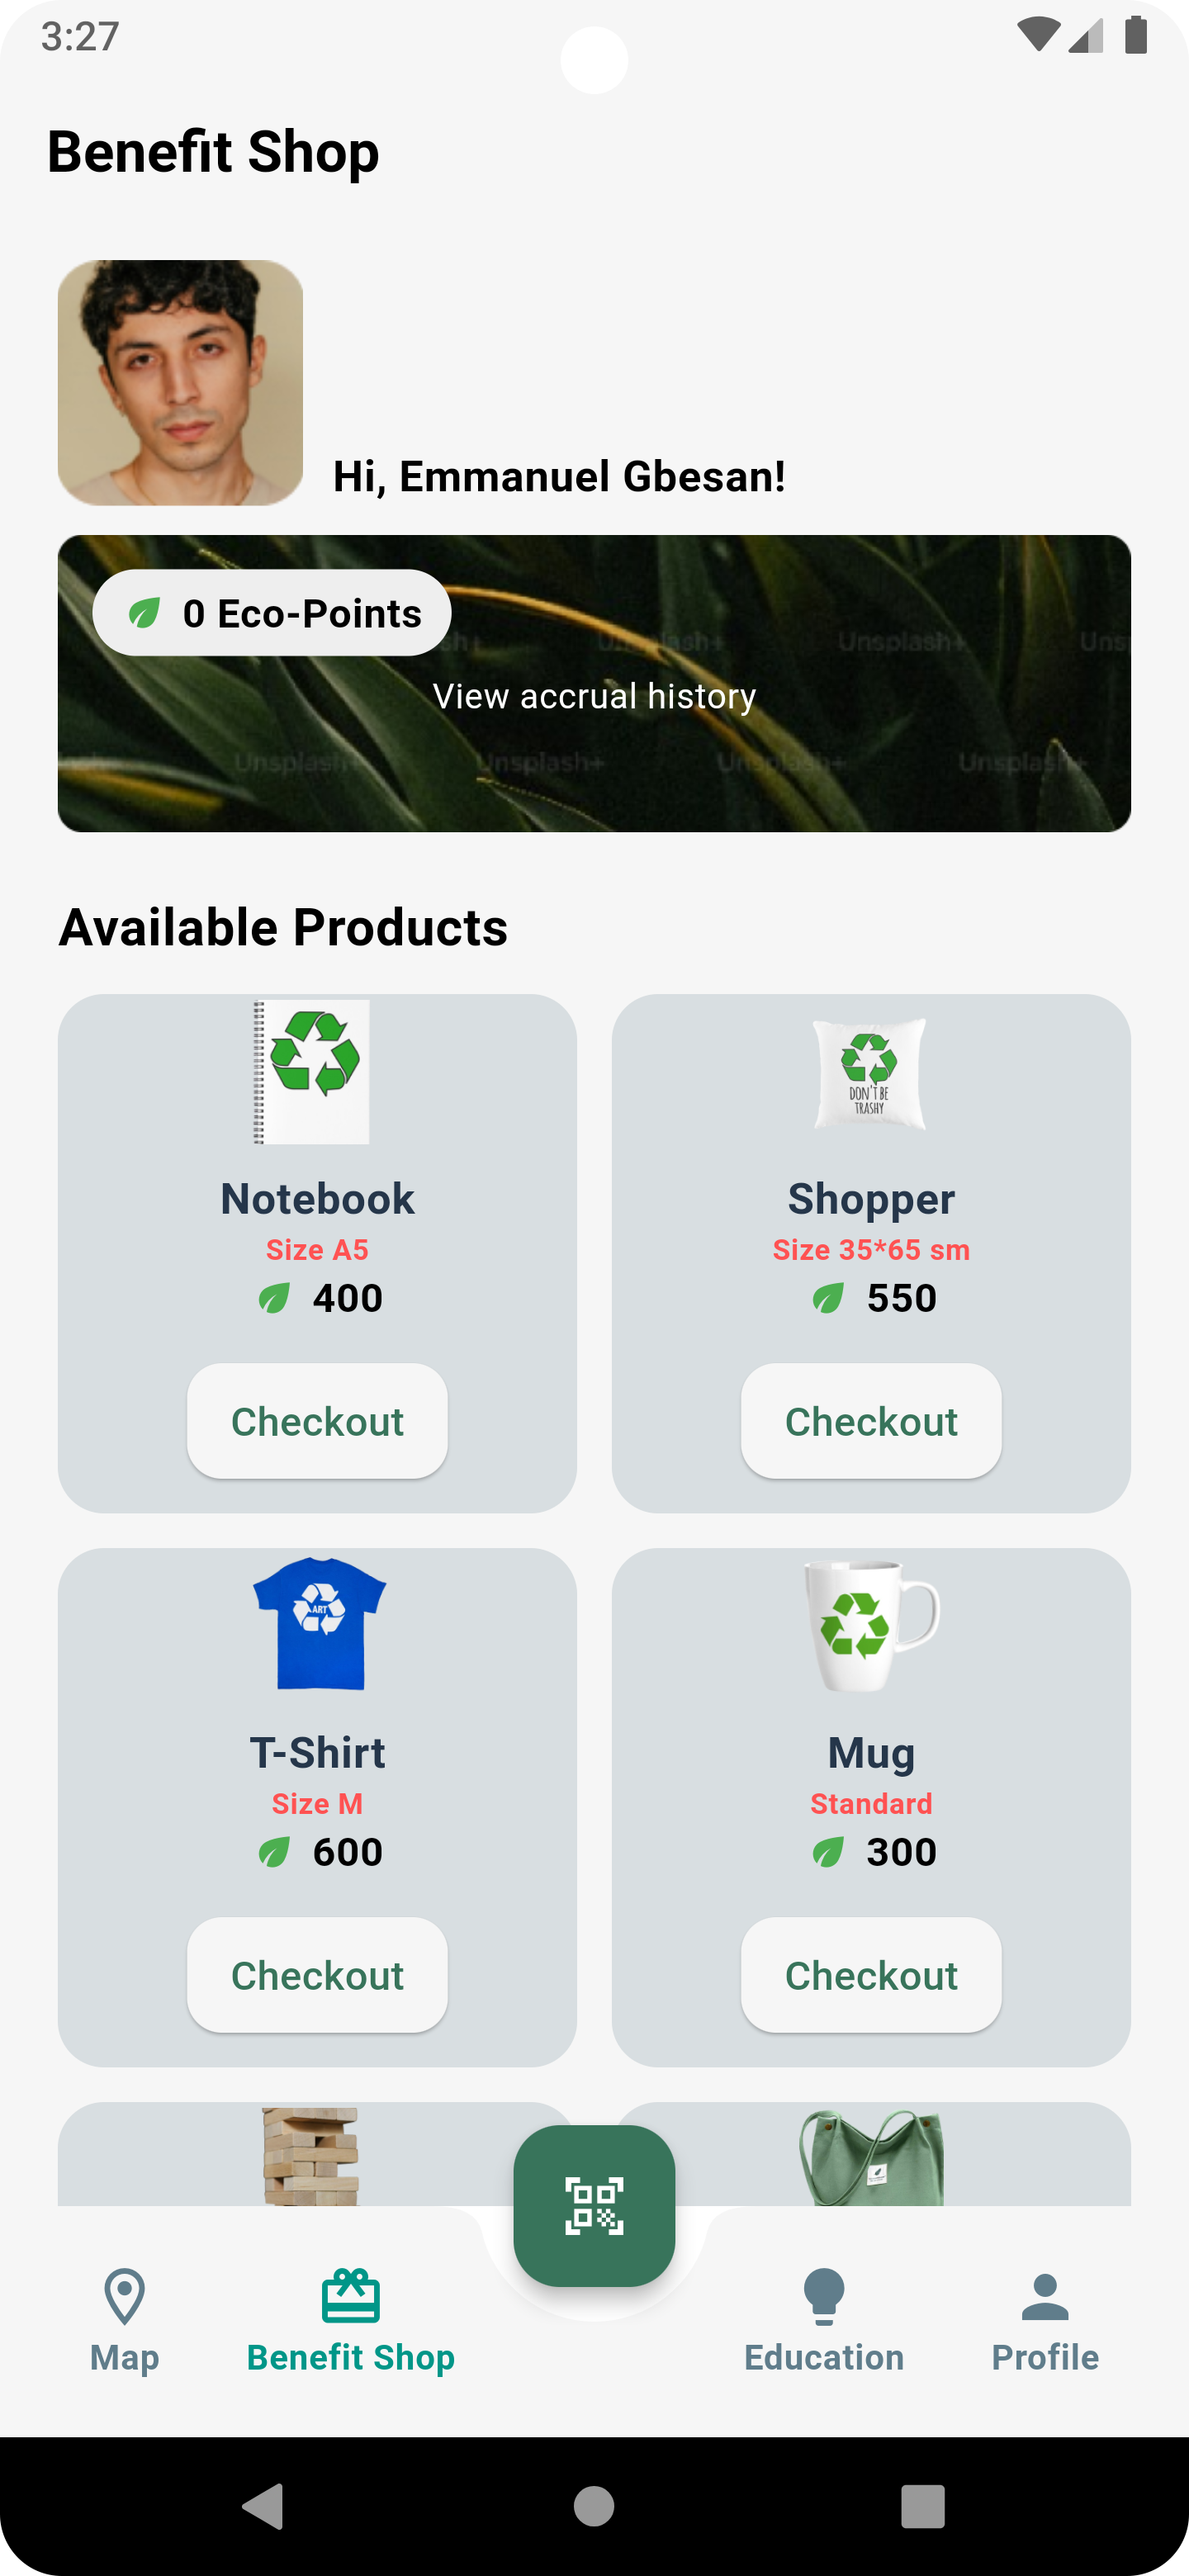 3:27
Benefit Shop
Hi, Emmanuel Gbesan!
0 Eco-Points
sh+ Unsplash+ Unsplash+ Uns
View accrual history
Unsplash+ Unsplash+ Unsplash+ Unsplash+
Available Products
DON'T BE
TRASHY
Notebook Shopper
Size A5 Size 35*65 sm
400 550
Checkout Checkout
ART
T-Shirt Mug
Size M Standard
600 300
Checkout Checkout
Map Benefit Shop Education Profile